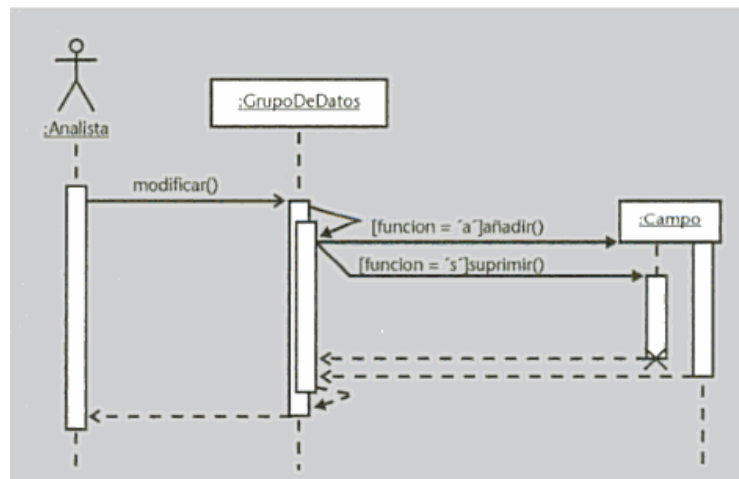 :GrupoDeDatos
:Analista
modificar()
:Campo
[funcion = ´a´]añadir()
[funcion = ´s´]suprimir()